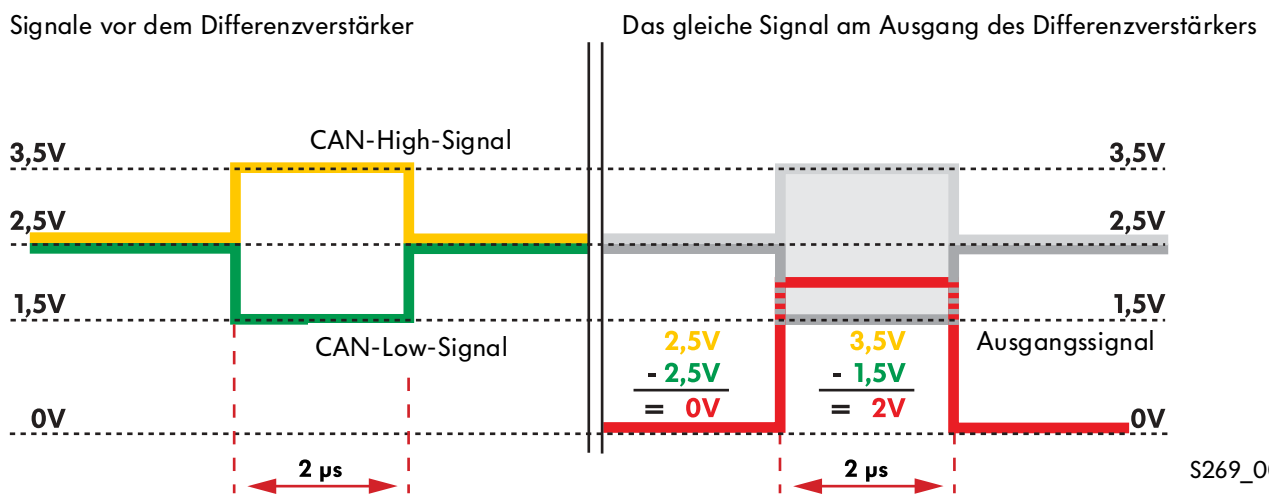 Signale vor dem Differenzverstärker
Das gleiche Signal am Ausgang des Differenzverstärkers
CAN-High-Signal
3,5V
3,5V
2,5V
2,5V
1,5V
1,5V
CAN-Low-Signal
2,5V
- 2,5V
= 0V
3,5V
- 1,5V
= 2V
Ausgangssignal
0V
0V
2 µs
2 µs